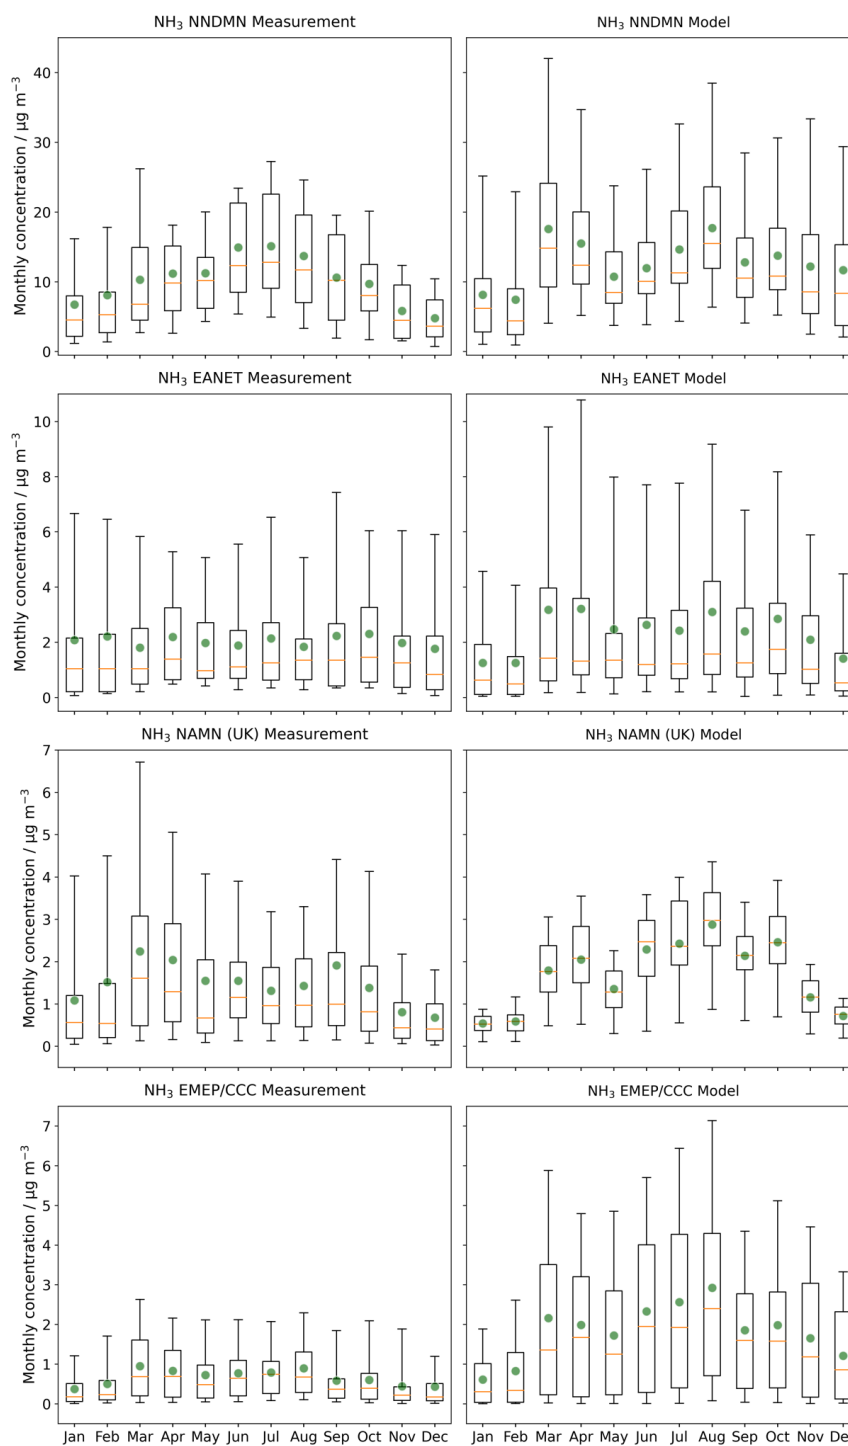 NH₃ NNDMN Measurement
NH₃ NNDMN Model
Monthly concentration / μg m⁻³
40
30
20
10
0
NH₃ EANET Measurement
NH₃ EANET Model
Monthly concentration / μg m⁻³
10
8
6
4
2
0
NH₃ NAMN (UK) Measurement
NH₃ NAMN (UK) Model
Monthly concentration / μg m⁻³
7
6
5
4
3
2
1
0
NH₃ EMEP/CCC Measurement
NH₃ EMEP/CCC Model
Monthly concentration / μg m⁻³
7
6
5
4
3
2
1
0
Jan Feb Mar Apr May Jun Jul Aug Sep Oct Nov Dec
Jan Feb Mar Apr May Jun Jul Aug Sep Oct Nov De